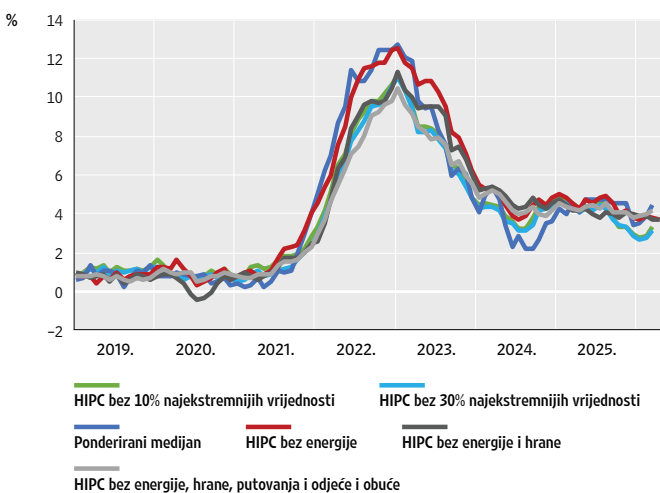 %
14
12
10
8
6
4
2
0
−2
2019. 2020. 2021. 2022. 2023. 2024. 2025.
HIPC bez 10% najekstremnijih vrijednosti HIPC bez 30% najekstremnijih vrijednosti
Ponderirani medijan HIPC bez energije HIPC bez energije i hrane
HIPC bez energije, hrane, putovanja i odjeće i obuće